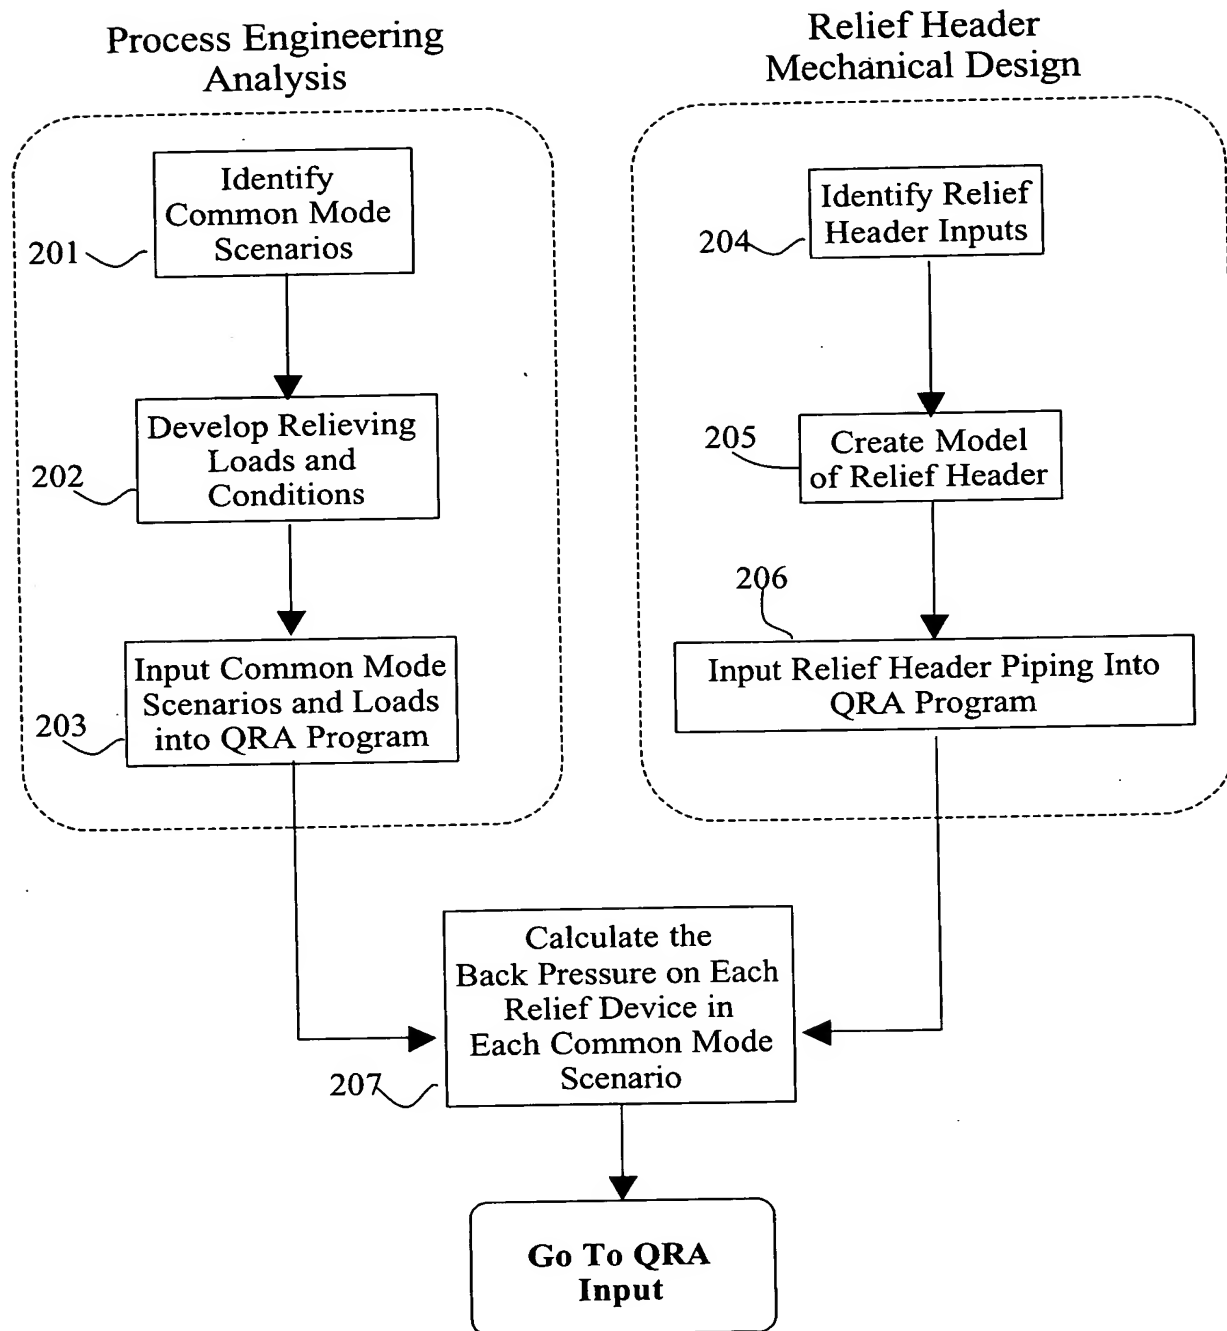 Process Engineering
Analysis
Identify
Common Mode
Scenarios
201
Develop Relieving
Loads and
Conditions
202
Input Common Mode
Scenarios and Loads
into QRA Program
203
Relief Header
Mechanical Design
Identify Relief
Header Inputs
204
205
Create Model
of Relief Header
206
Input Relief Header Piping Into
QRA Program
Calculate the
Back Pressure on Each
Relief Device in
Each Common Mode
Scenario
207
Go To QRA
Input